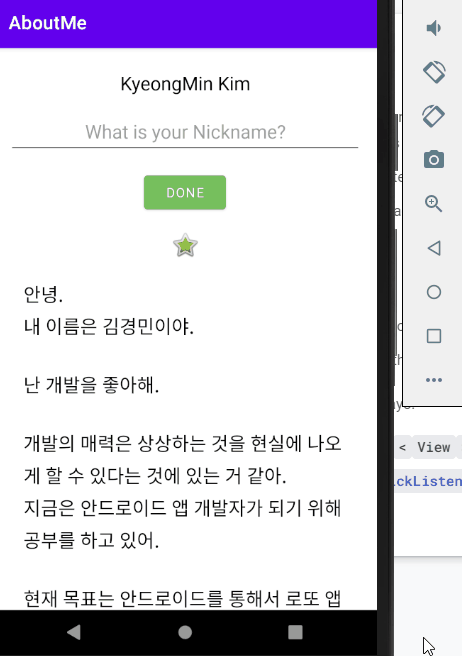 AboutMe
KyeongMin Kim
What is your Nickname?
DONE
안녕.
내 이름은 김경민이야.
난 개발을 좋아해.
개발의 매력은 상상하는 것을 현실에 나오
게 할 수 있다는 것에 있는 거 같아.
지금은 안드로이드 앱 개발자가 되기 위해
공부를 하고 있어.
현재 목표는 안드로이드를 통해서 로또 앱
< View
ckListen